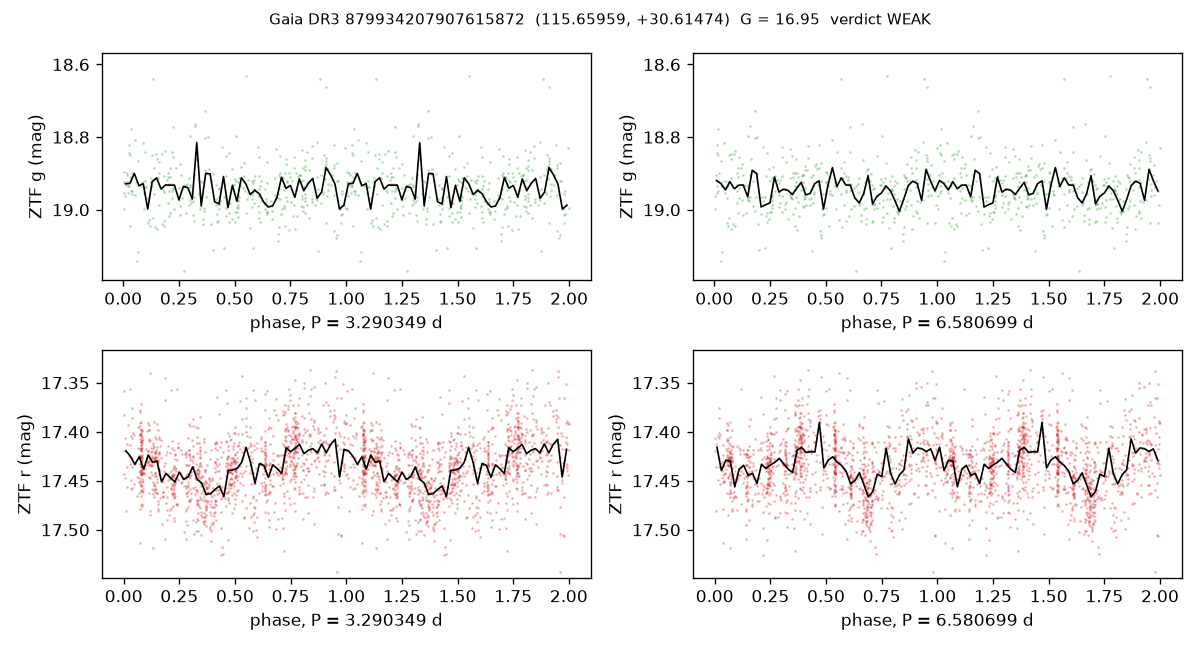 Gaia DR3 879934207907615872  (115.65959, +30.61474)  G = 16.95  verdict WEAK
ZTF g (mag)
18.6
18.8
19.0
0.00 0.25 0.50 0.75 1.00 1.25 1.50 1.75 2.00
phase, P = 3.290349 d
ZTF g (mag)
18.6
18.8
19.0
0.00 0.25 0.50 0.75 1.00 1.25 1.50 1.75 2.00
phase, P = 6.580699 d
ZTF r (mag)
17.35
17.40
17.45
17.50
0.00 0.25 0.50 0.75 1.00 1.25 1.50 1.75 2.00
phase, P = 3.290349 d
ZTF r (mag)
17.35
17.40
17.45
17.50
0.00 0.25 0.50 0.75 1.00 1.25 1.50 1.75 2.00
phase, P = 6.580699 d